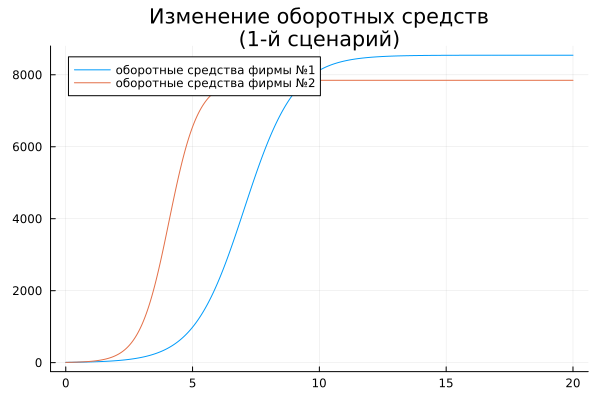 Изменение оборотных средств
(1-й сценарий)
оборотные средства фирмы №1
оборотные средства фирмы №2
8000
6000
4000
2000
0
0 5 10 15 20